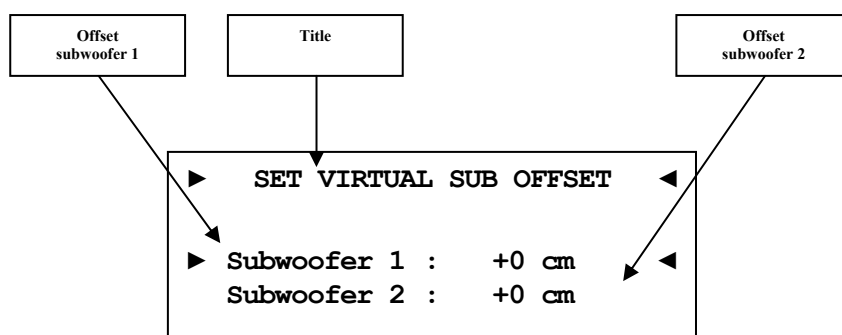 Offset
subwoofer 1
Title
Offset
subwoofer 2
► SET VIRTUAL SUB OFFSET ◄
► Subwoofer 1 : +0 cm ◄
Subwoofer 2 : +0 cm